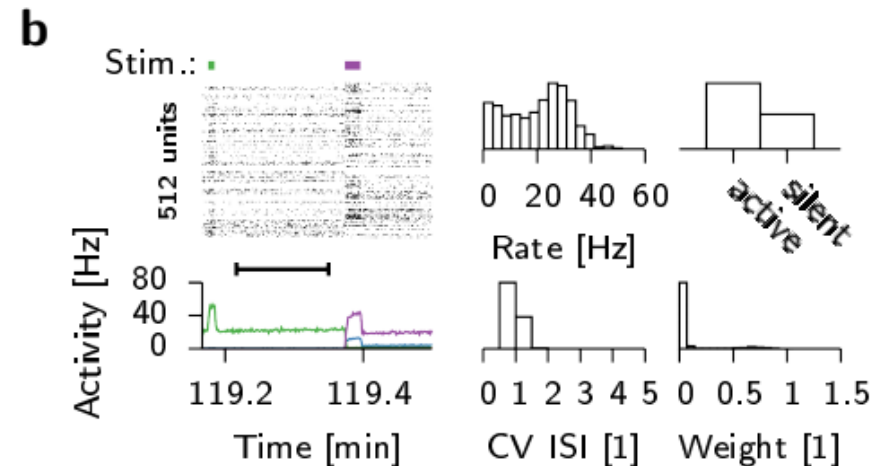 b
Stim.:
512 units
0 20 40 60
Rate [Hz]
active
silent
Activity [Hz]
80
40
0
119.2 119.4
Time [min]
0 1 2 3 4 5
CV ISI [1]
0 0.5 1 1.5
Weight [1]